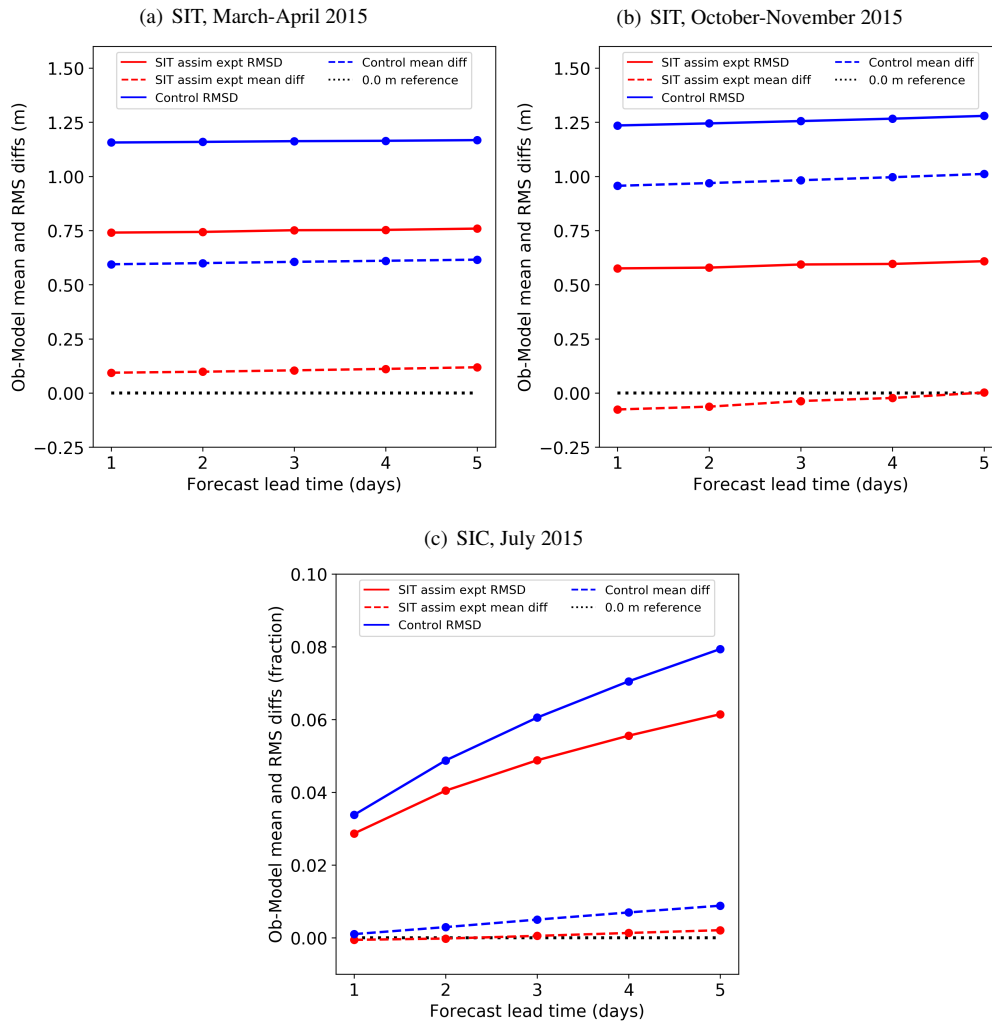 (a) SIT, March-April 2015
SIT assim expt RMSD
SIT assim expt mean diff
Control RMSD
Control mean diff
0.0 m reference
Ob-Model mean and RMS diffs (m)
1.50
1.25
1.00
0.75
0.50
0.25
0.00
−0.25
1 2 3 4 5
Forecast lead time (days)
(b) SIT, October-November 2015
SIT assim expt RMSD
SIT assim expt mean diff
Control RMSD
Control mean diff
0.0 m reference
Ob-Model mean and RMS diffs (m)
1.50
1.25
1.00
0.75
0.50
0.25
0.00
−0.25
1 2 3 4 5
Forecast lead time (days)
(c) SIC, July 2015
SIT assim expt RMSD
SIT assim expt mean diff
Control RMSD
Control mean diff
0.0 m reference
Ob-Model mean and RMS diffs (fraction)
0.10
0.08
0.06
0.04
0.02
0.00
1 2 3 4 5
Forecast lead time (days)